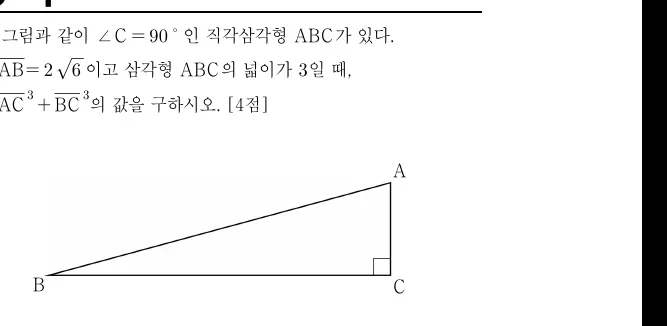 그림과 같이 ∠C = 90°인 직각삼각형 ABC가 있다.
AB = 2√6 이고 삼각형 ABC의 넓이가 3일 때,
AC³ + BC³의 값을 구하시오. [4점]
A
B
C